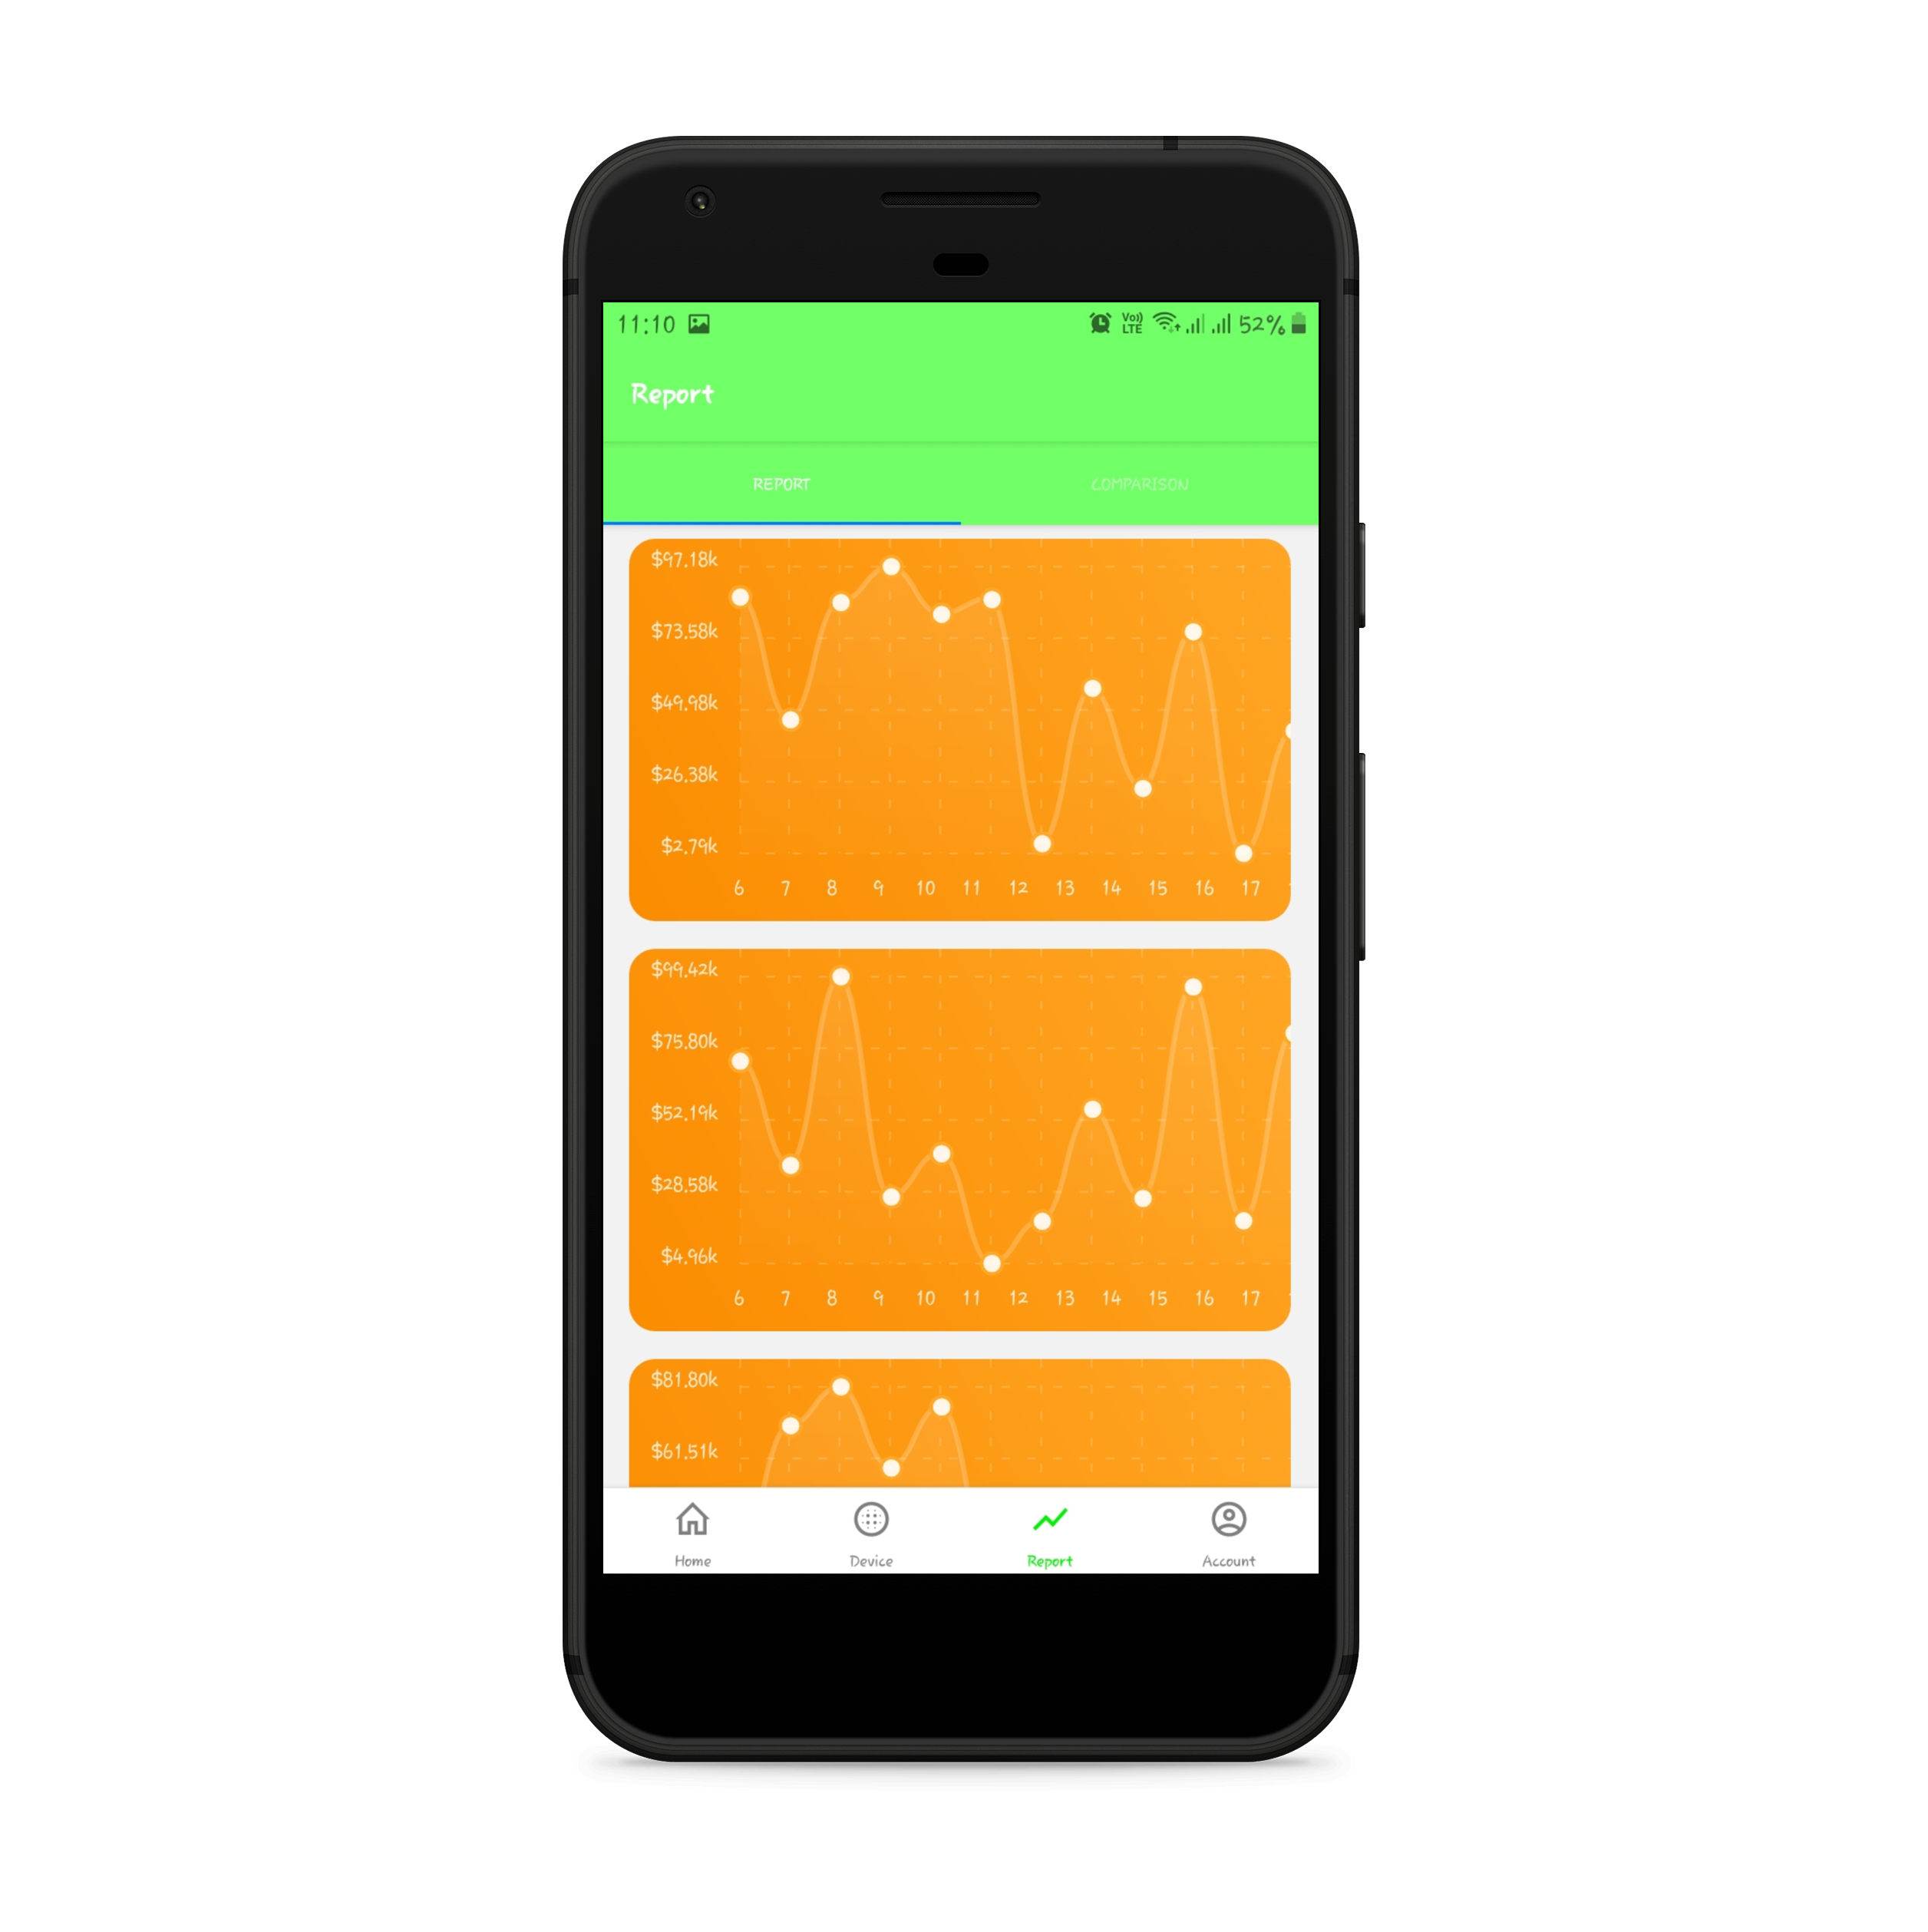 11:10 Vo)) LTE 52%
Report
REPORT COMPARISON
$97.18k
$73.58k
$49.98k
$26.38k
$2.79k
6 7 8 9 10 11 12 13 14 15 16 17
$99.42k
$75.80k
$52.19k
$28.58k
$4.96k
6 7 8 9 10 11 12 13 14 15 16 17
$81.80k
$61.51k
Home Device Report Account